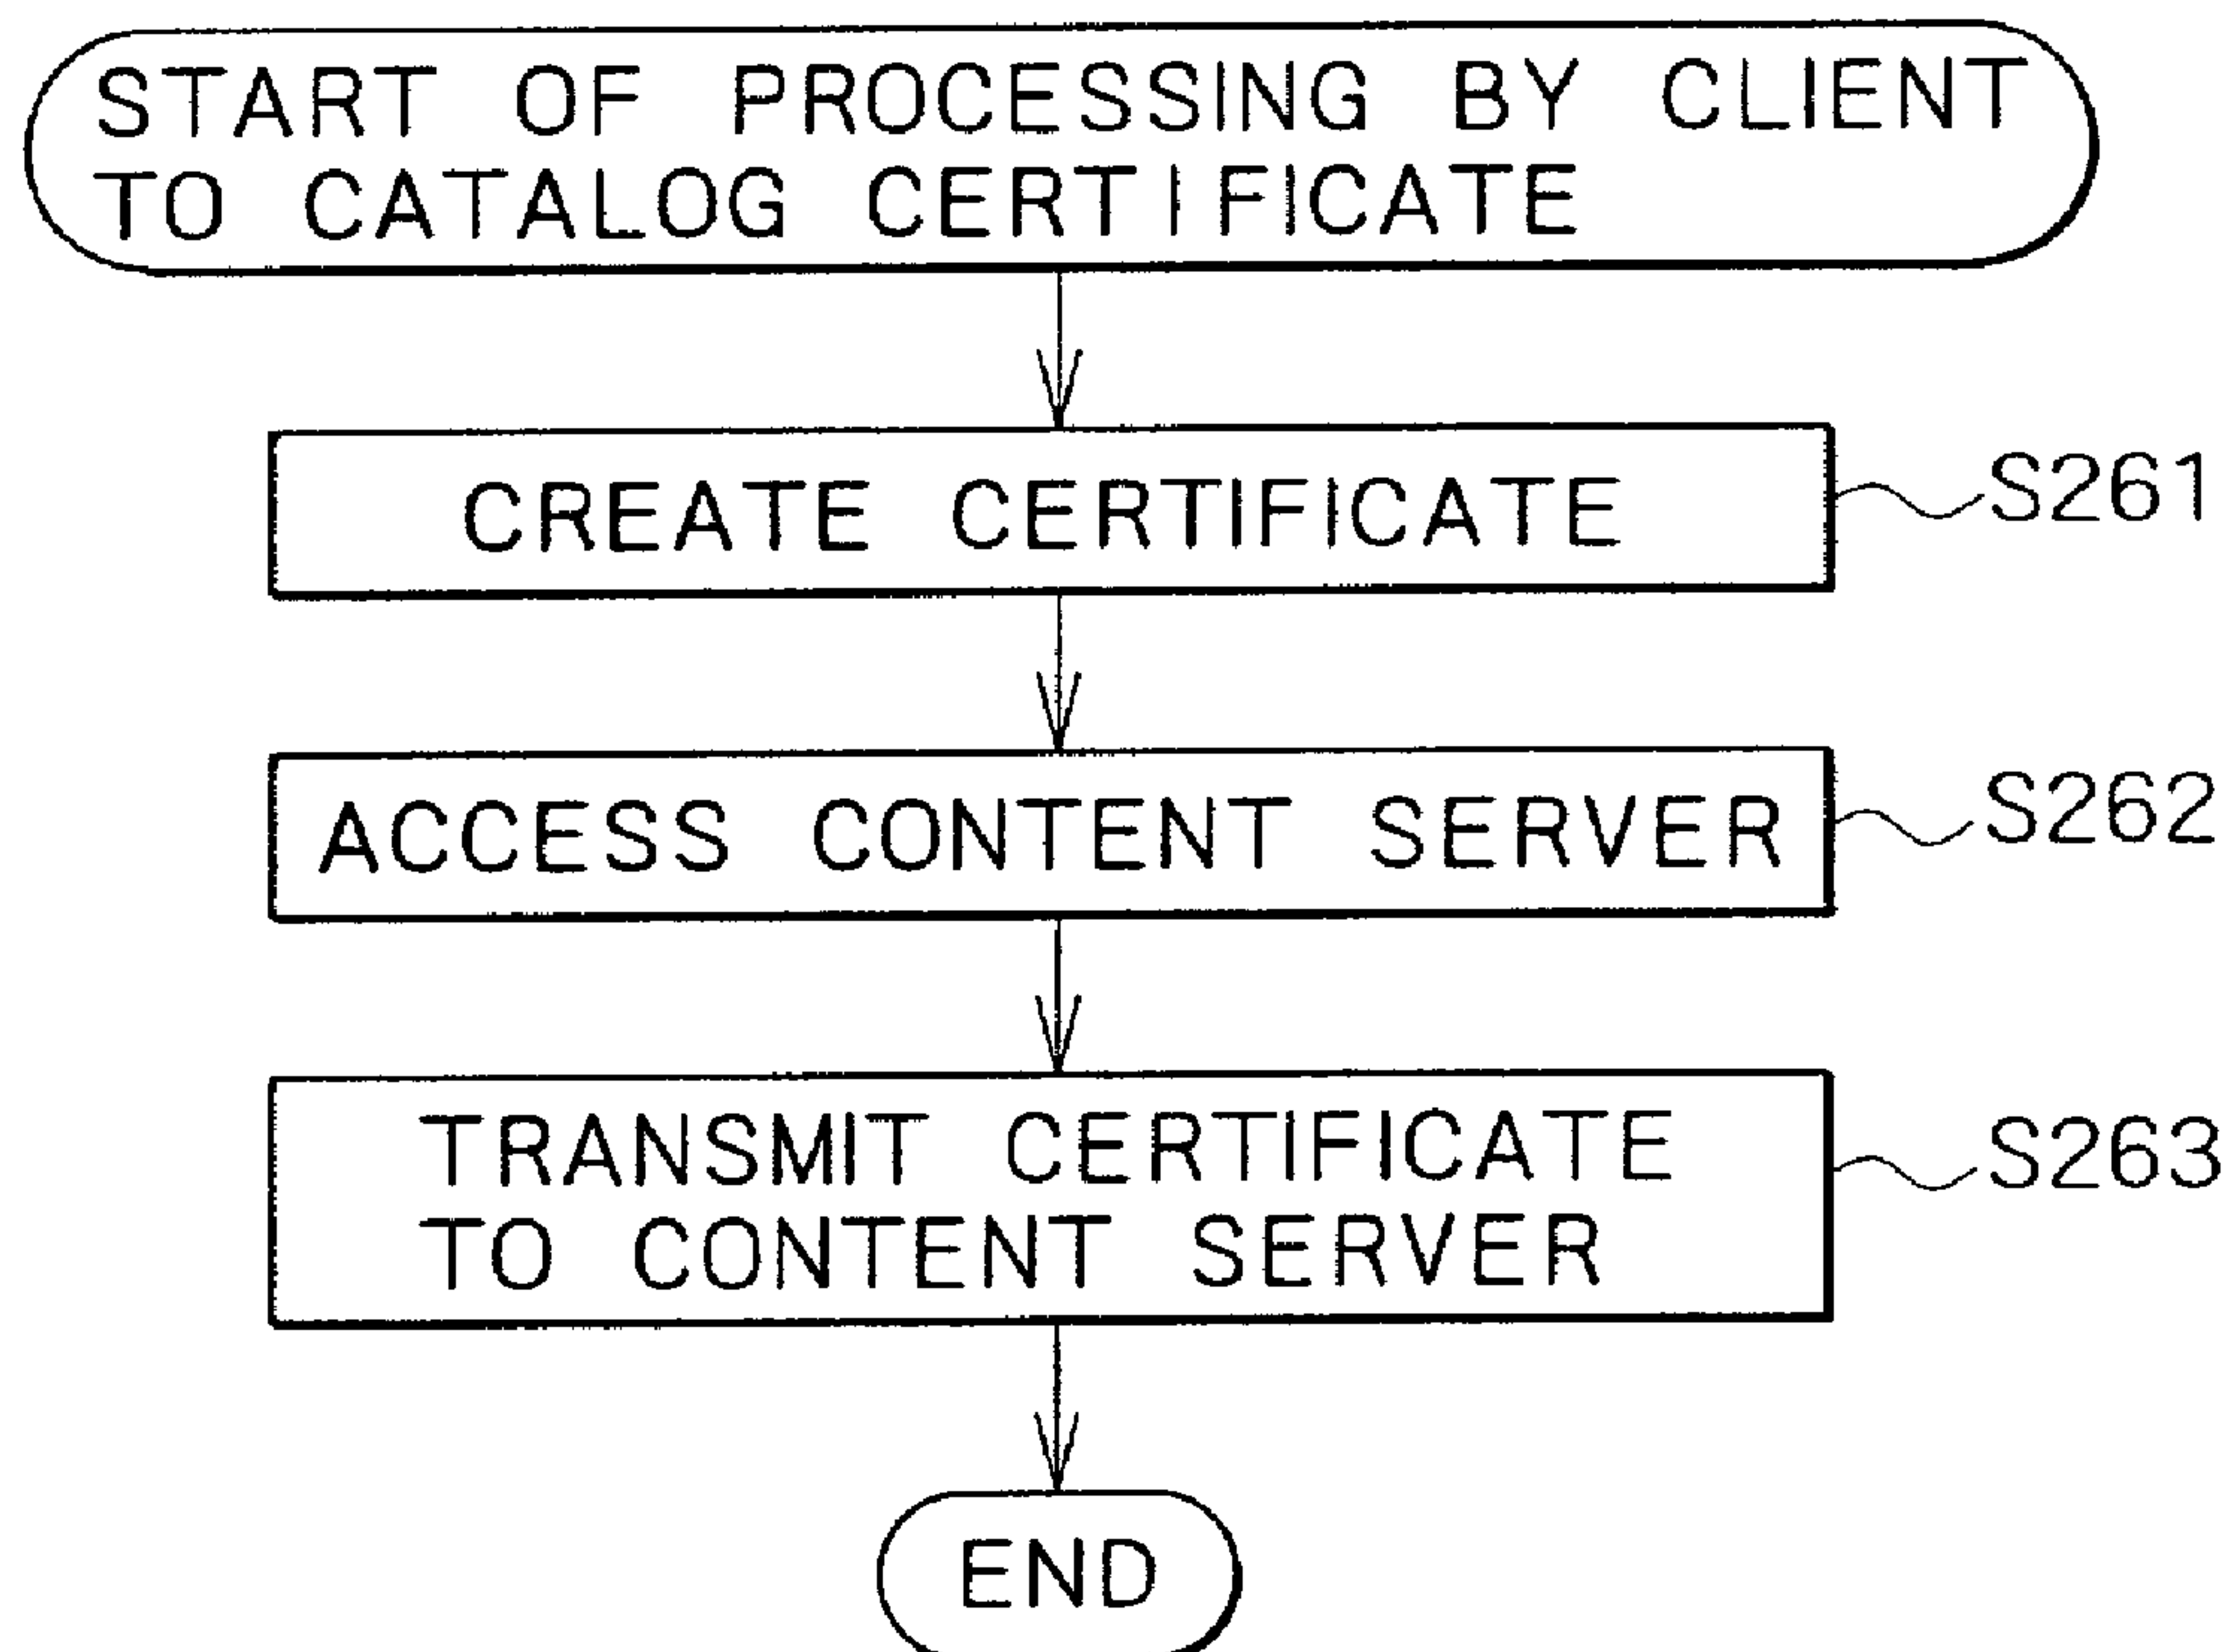 START OF PROCESSING BY CLIENT
TO CATALOG CERTIFICATE
CREATE CERTIFICATE
S261
ACCESS CONTENT SERVER
S262
TRANSMIT CERTIFICATE
TO CONTENT SERVER
S263
END